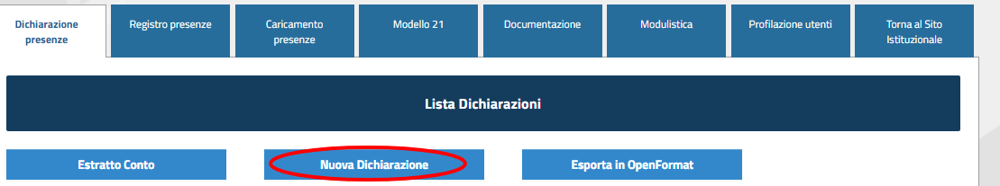 Dichiarazione
presenze
Registro presenze
Caricamento
presenze
Modello 21
Documentazione
Modulistica
Profilazione utenti
Torna al Sito
Istituzionale
Lista Dichiarazioni
Estratto Conto
Nuova Dichiarazione
Esporta in OpenFormat